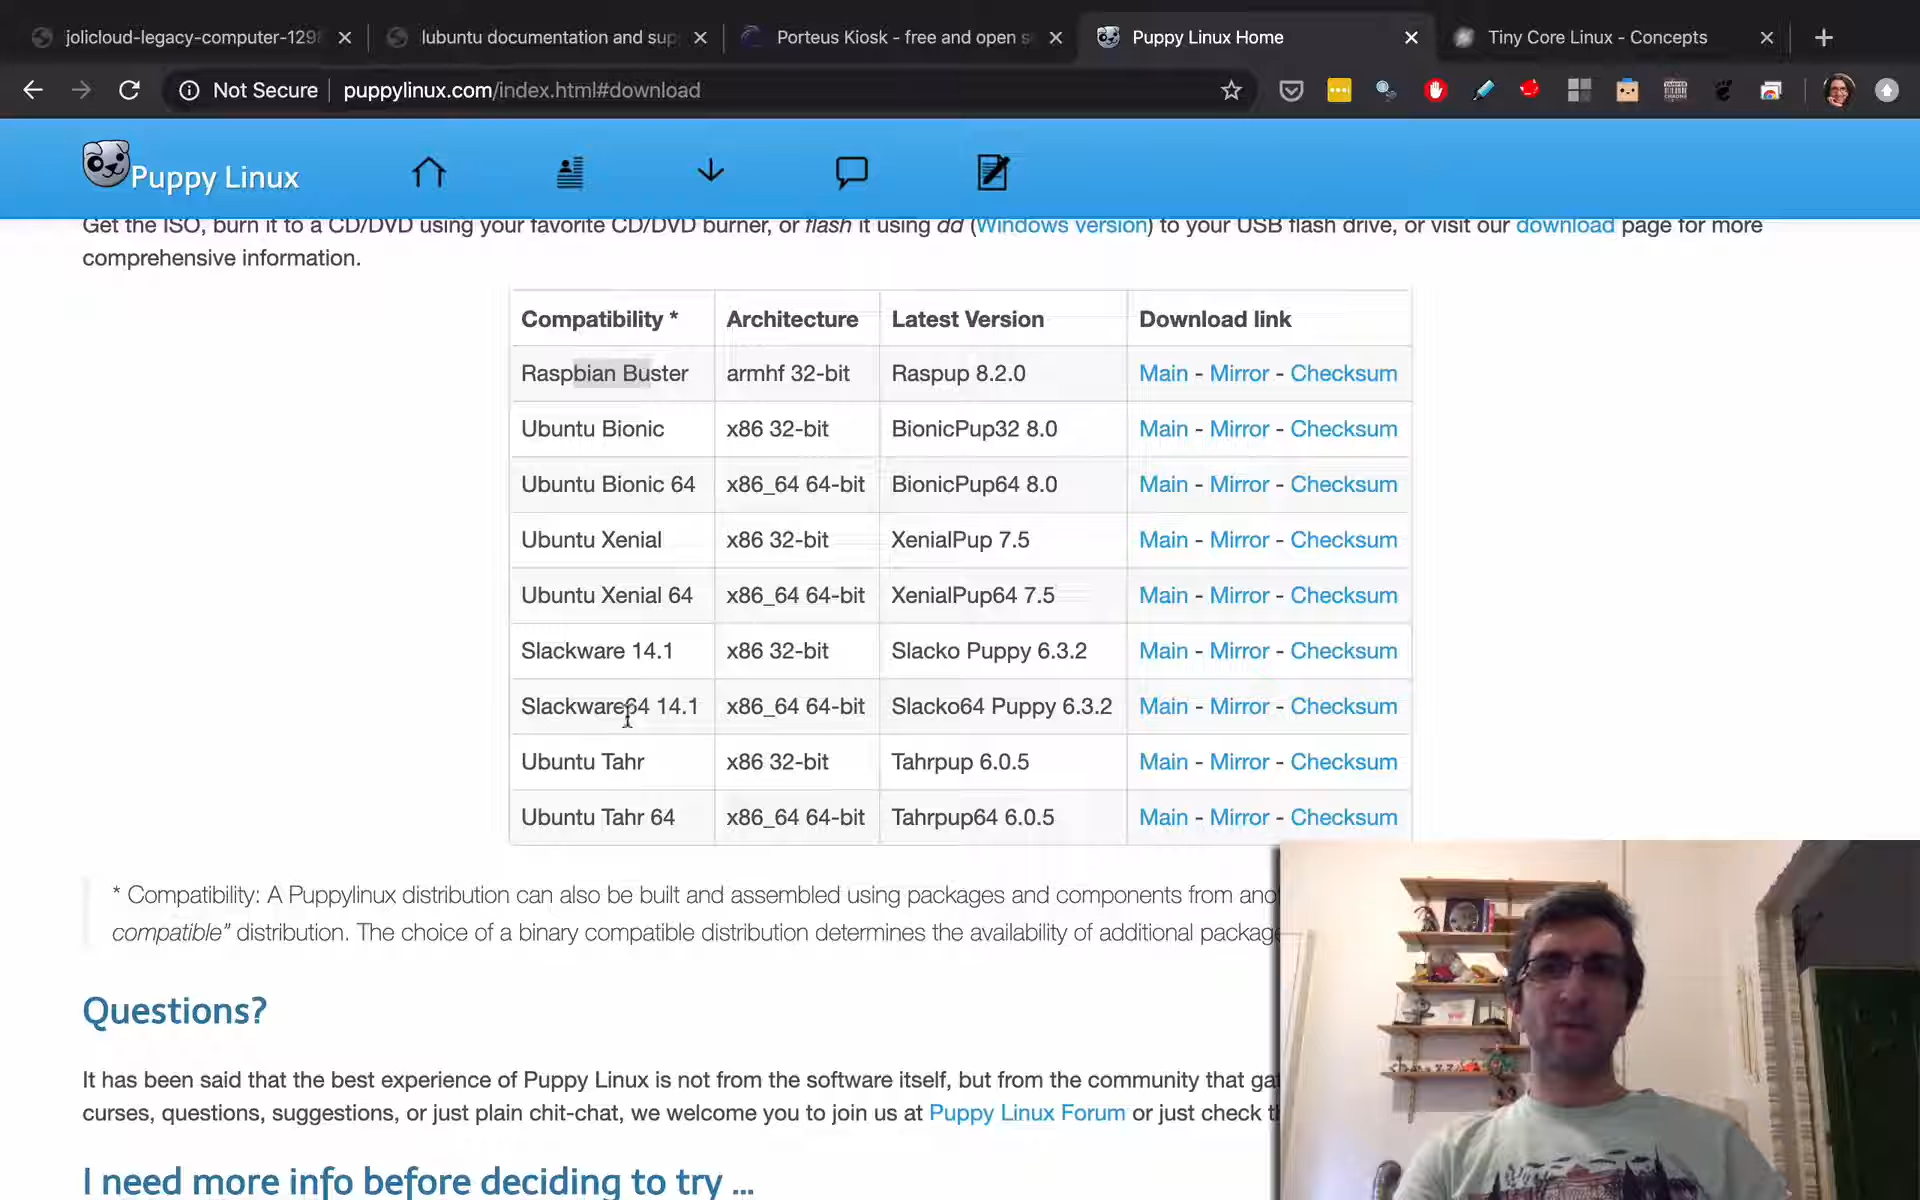 jolicloud-legacy-computer-129
lubuntu documentation and sup
Porteus Kiosk - free and open s
Puppy Linux Home
Tiny Core Linux - Concepts
Not Secure
puppylinux.com/index.html#download
Puppy Linux
Get the ISO, burn it to a CD/DVD using your favorite CD/DVD burner, or flash it using dd (Windows version) to your USB flash drive, or visit our download page for more
comprehensive information.
Compatibility * Architecture Latest Version Download link
Raspbian Buster armhf 32-bit Raspup 8.2.0 Main - Mirror - Checksum
Ubuntu Bionic x86 32-bit BionicPup32 8.0 Main - Mirror - Checksum
Ubuntu Bionic 64 x86_64 64-bit BionicPup64 8.0 Main - Mirror - Checksum
Ubuntu Xenial x86 32-bit XenialPup 7.5 Main - Mirror - Checksum
Ubuntu Xenial 64 x86_64 64-bit XenialPup64 7.5 Main - Mirror - Checksum
Slackware 14.1 x86 32-bit Slacko Puppy 6.3.2 Main - Mirror - Checksum
Slackware64 14.1 x86_64 64-bit Slacko64 Puppy 6.3.2 Main - Mirror - Checksum
Ubuntu Tahr x86 32-bit Tahrpup 6.0.5 Main - Mirror - Checksum
Ubuntu Tahr 64 x86_64 64-bit Tahrpup64 6.0.5 Main - Mirror - Checksum
* Compatibility: A Puppylinux distribution can also be built and assembled using packages and components from ano
compatible” distribution. The choice of a binary compatible distribution determines the availability of additional package
Questions?
It has been said that the best experience of Puppy Linux is not from the software itself, but from the community that gat
curses, questions, suggestions, or just plain chit-chat, we welcome you to join us at Puppy Linux Forum or just check t
I need more info before deciding to try ...